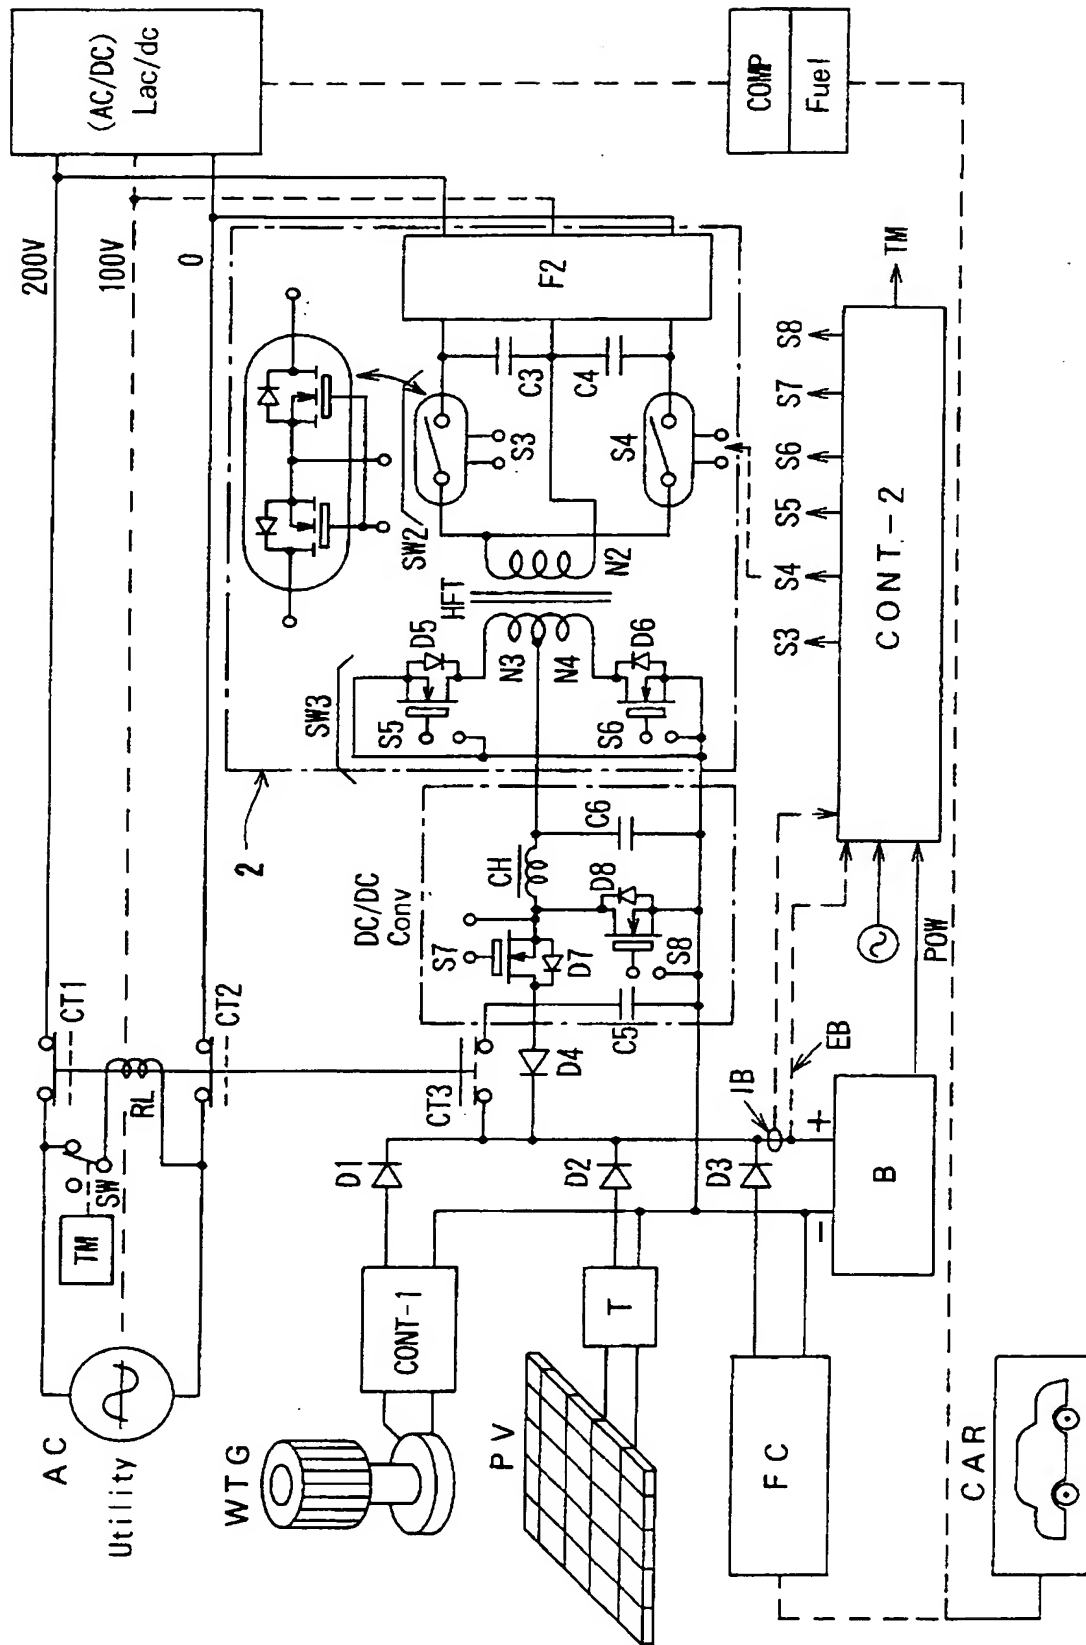 AC
Utility
200V
100V
0
(AC/DC)
Lac/dc
CT1
CT2
RL
SW
TM
2
SW3
SW2
S5
D5
N3
HFT
N2
N4
S6
D6
S3
C3
C4
S4
F2
DC/DC
Conv
S7
CH
D7
D8
S8
C5
C6
CT3
D4
WTG
CONT-1
D1
PV
T
D2
FC
D3
IB
EB
+
-
B
POW
S3
S4
S5
S6
S7
S8
CONT-2
TM
COMP
Fuel
CAR